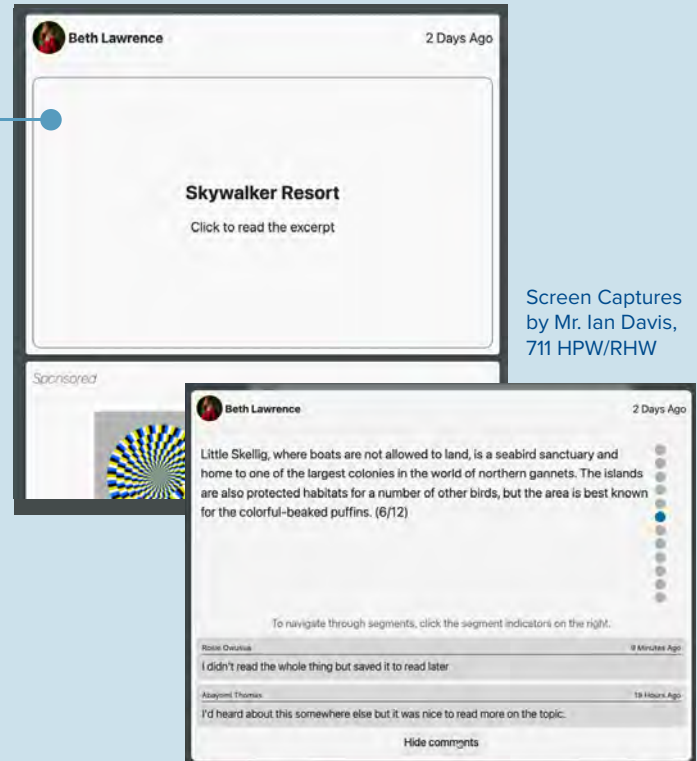 Beth Lawrence 2 Days Ago
Skywalker Resort
Click to read the excerpt
Screen Captures
by Mr. Ian Davis,
711 HPW/RHW
Sponsored
Beth Lawrence 2 Days Ago
Little Skellig, where boats are not allowed to land, is a seabird sanctuary and
home to one of the largest colonies in the world of northern gannets. The islands
are also protected habitats for a number of other birds, but the area is best known
for the colorful-beaked puffins. (6/12)
To navigate through segments, click the segment indicators on the right.
9 Minutes Ago
I didn't read the whole thing but saved it to read later
Abayomi Thomas 19 Hours Ago
I'd heard about this somewhere else but it was nice to read more on the topic.
Hide comments